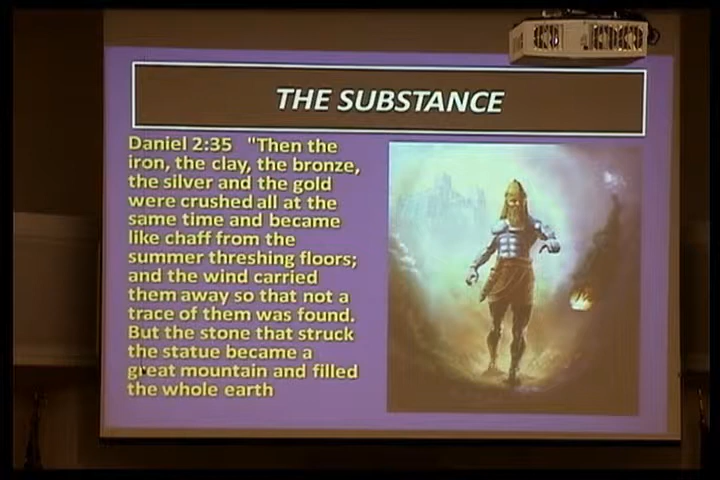 THE SUBSTANCE
Daniel 2:35 "Then the
iron, the clay, the bronze,
the silver and the gold
were crushed all at the
same time and became
like chaff from the
summer threshing floors;
and the wind carried
them away so that not a
trace of them was found.
But the stone that struck
the statue became a
great mountain and filled
the whole earth